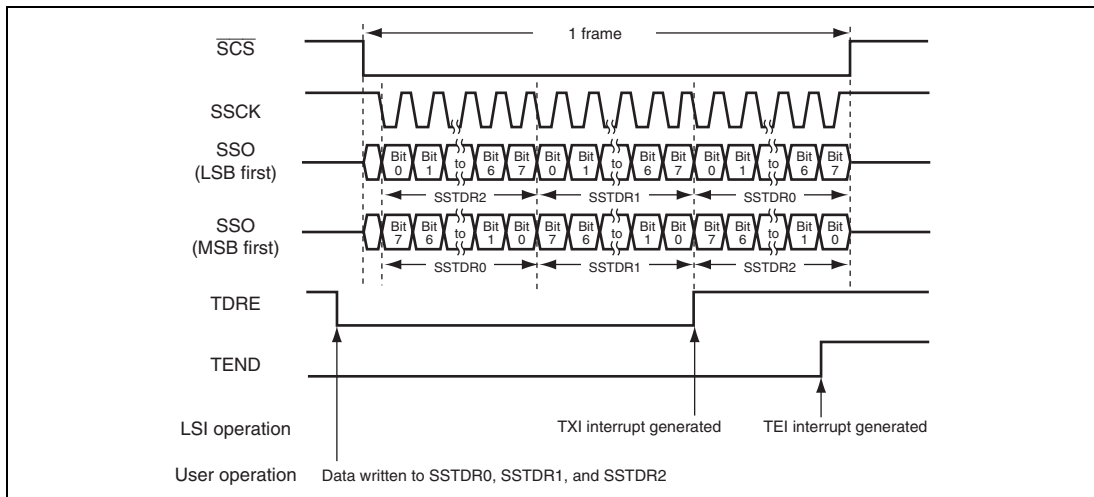 1 frame
SCS
SSCK
SSO
(LSB first)
Bit 0 Bit 1 to Bit 6 Bit 7 Bit 0 Bit 1 to Bit 6 Bit 7 Bit 0 Bit 1 to Bit 6 Bit 7
SSTDR2 SSTDR1 SSTDR0
SSO
(MSB first)
Bit 7 Bit 6 to Bit 1 Bit 0 Bit 7 Bit 6 to Bit 1 Bit 0 Bit 7 Bit 6 to Bit 1 Bit 0
SSTDR0 SSTDR1 SSTDR2
TDRE
TEND
LSI operation TXI interrupt generated TEI interrupt generated
User operation Data written to SSTDR0, SSTDR1, and SSTDR2